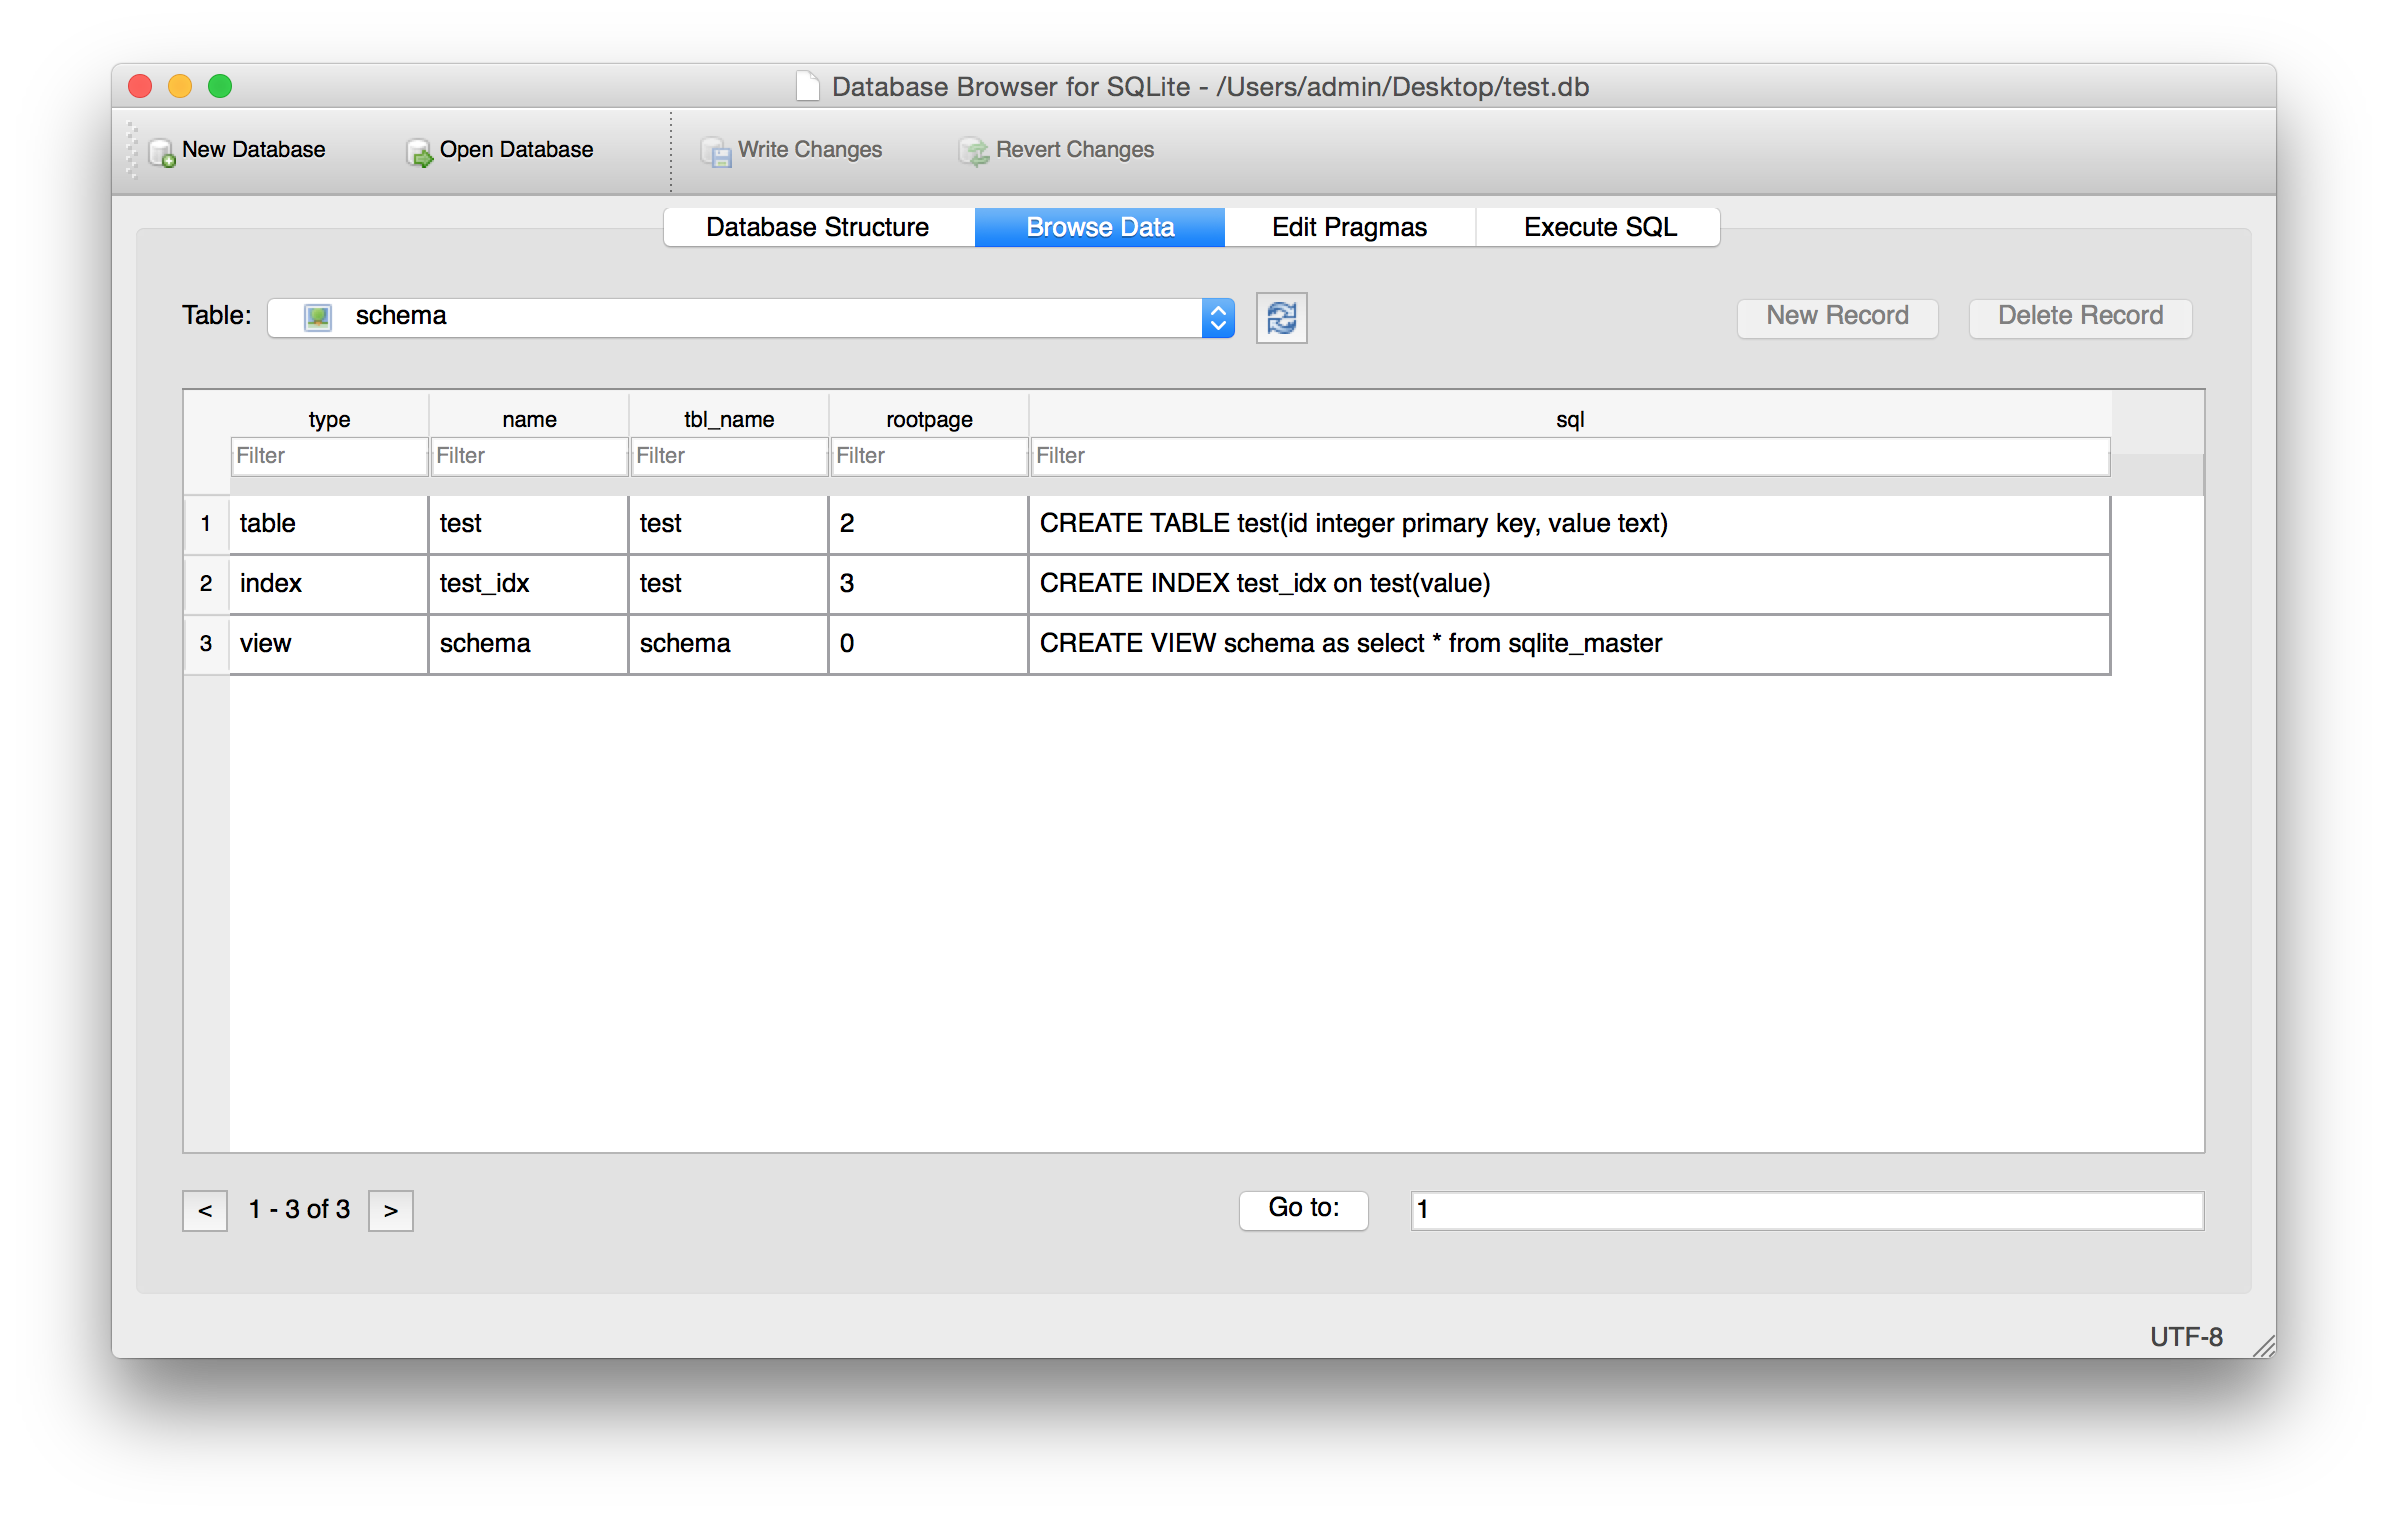 Database Browser for SQLite - /Users/admin/Desktop/test.db
New Database Open Database Write Changes Revert Changes
Database Structure Browse Data Edit Pragmas Execute SQL
Table: schema New Record Delete Record
type name tbl_name rootpage sql
Filter Filter Filter Filter Filter
1 table test test 2 CREATE TABLE test(id integer primary key, value text)
2 index test_idx test 3 CREATE INDEX test_idx on test(value)
3 view schema schema 0 CREATE VIEW schema as select * from sqlite_master
< 1 - 3 of 3 > Go to: 1
UTF-8